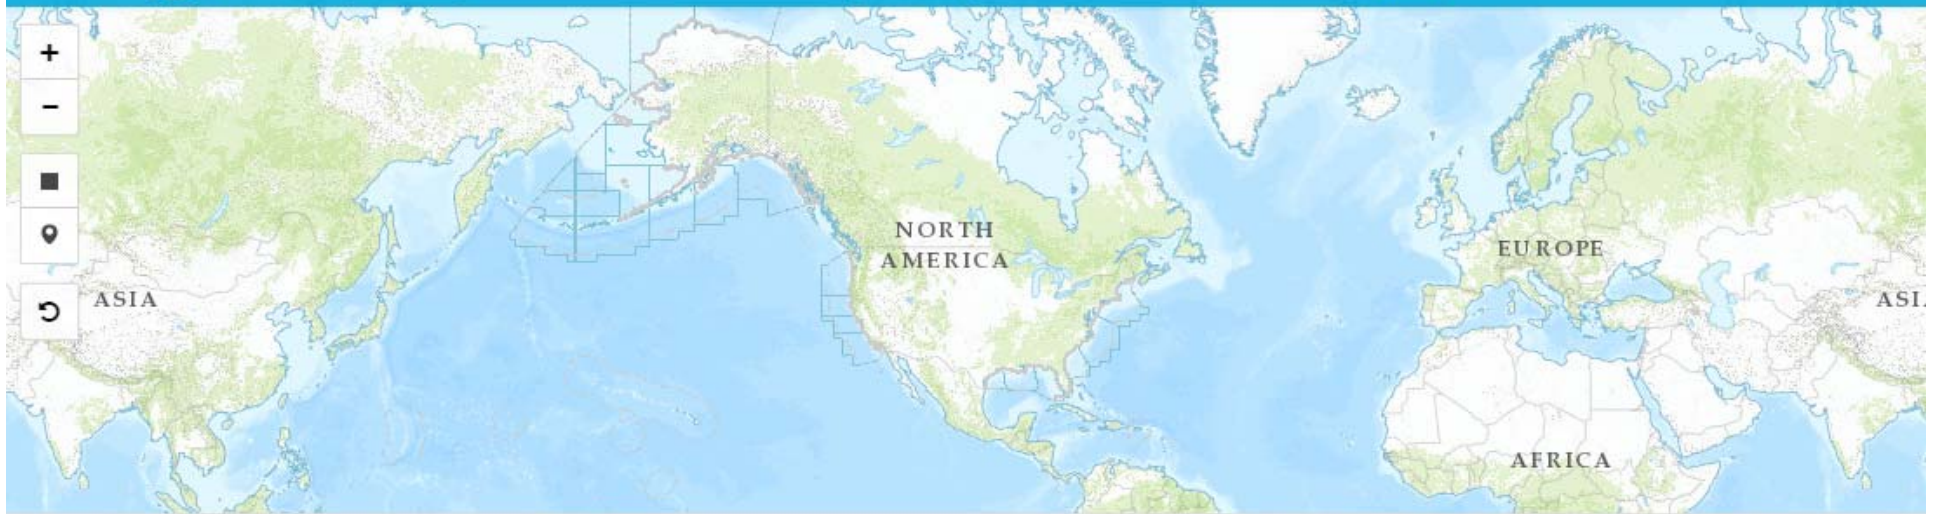 +
−
NORTH
AMERICA
EUROPE
ASIA
ASI
AFRICA